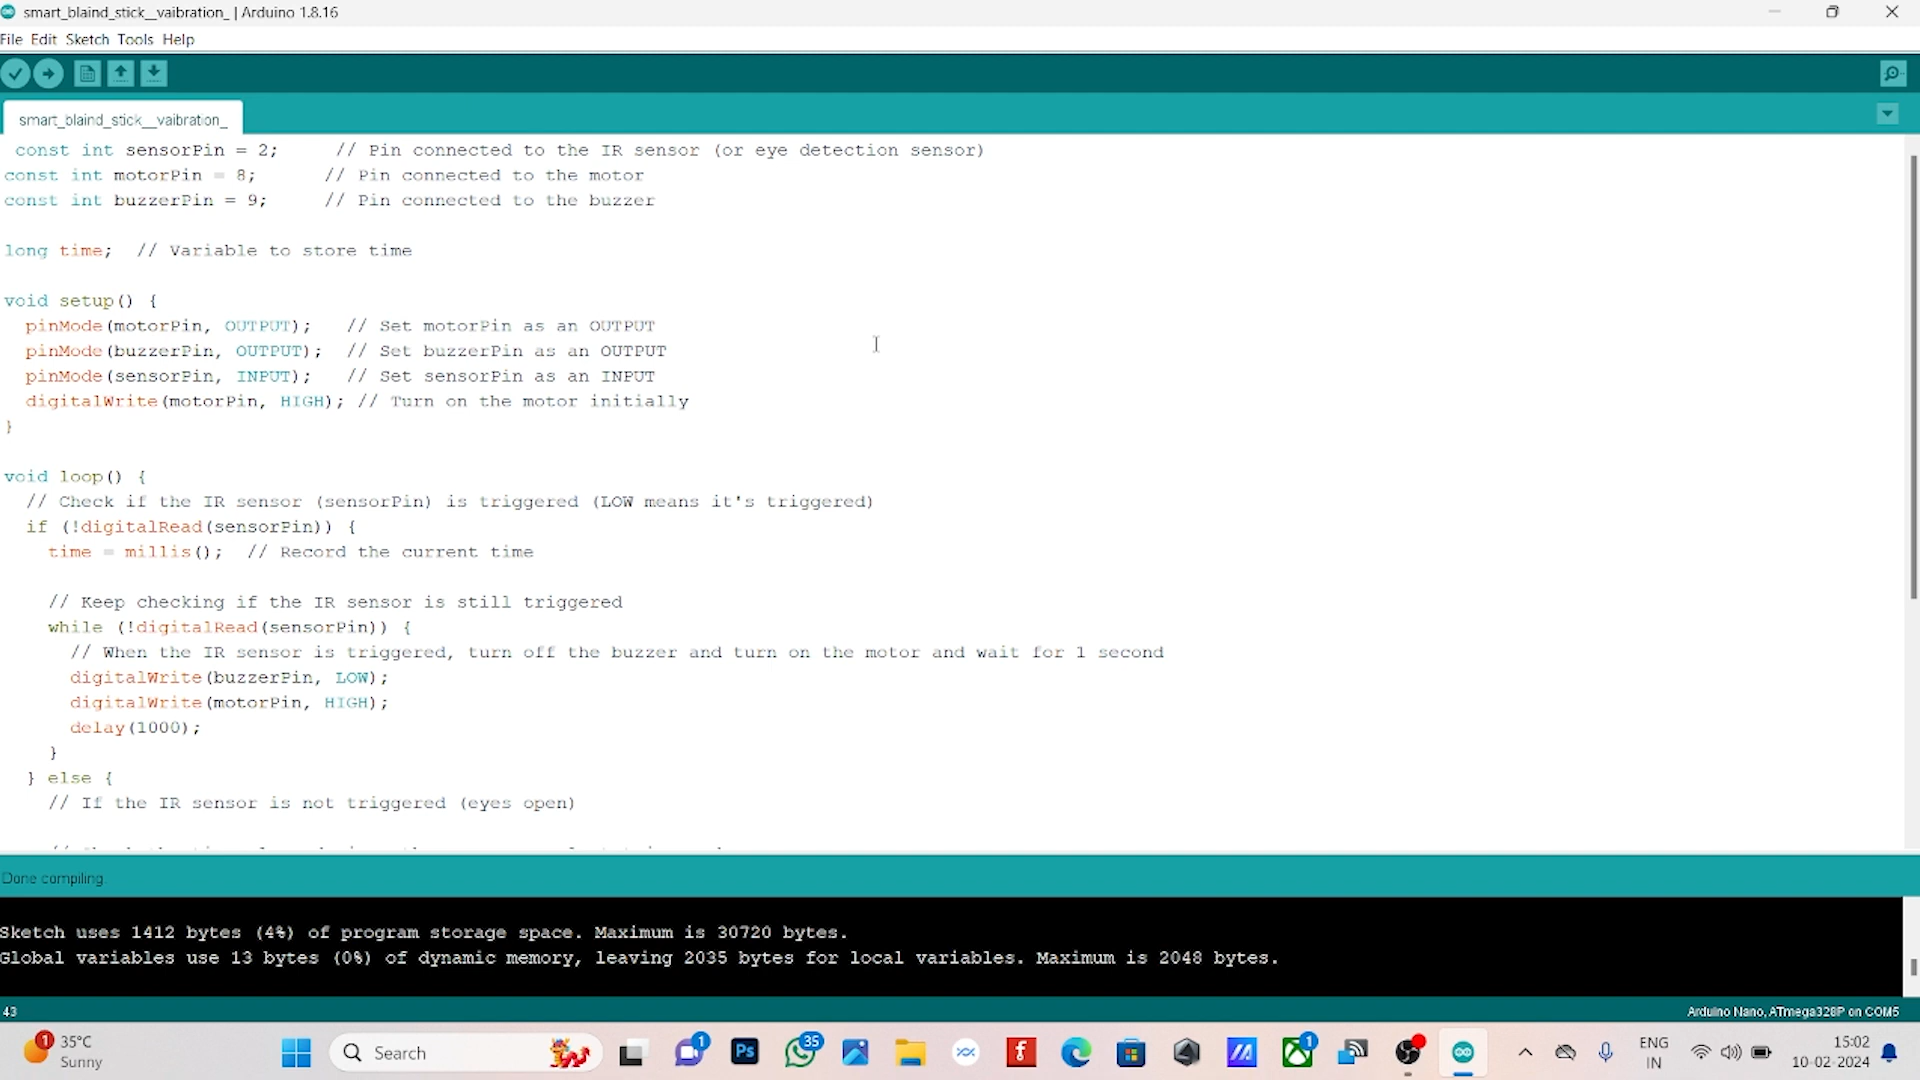 smart_blaind_stick__vaibration_ | Arduino 1.8.16
File Edit Sketch Tools Help
smart_blaind_stick__vaibration_
const int sensorPin = 2;     // Pin connected to the IR sensor (or eye detection sensor)
const int motorPin = 8;      // Pin connected to the motor
const int buzzerPin = 9;     // Pin connected to the buzzer
long time;  // Variable to store time
void setup() {
pinMode(motorPin, OUTPUT);   // Set motorPin as an OUTPUT
pinMode(buzzerPin, OUTPUT);  // Set buzzerPin as an OUTPUT
pinMode(sensorPin, INPUT);   // Set sensorPin as an INPUT
digitalWrite(motorPin, HIGH); // Turn on the motor initially
}
void loop() {
// Check if the IR sensor (sensorPin) is triggered (LOW means it's triggered)
if (!digitalRead(sensorPin)) {
time = millis();  // Record the current time
// Keep checking if the IR sensor is still triggered
while (!digitalRead(sensorPin)) {
// When the IR sensor is triggered, turn off the buzzer and turn on the motor and wait for 1 second
digitalWrite(buzzerPin, LOW);
digitalWrite(motorPin, HIGH);
delay(1000);
}
} else {
// If the IR sensor is not triggered (eyes open)
Done compiling.
Sketch uses 1412 bytes (4%) of program storage space. Maximum is 30720 bytes.
Global variables use 13 bytes (0%) of dynamic memory, leaving 2035 bytes for local variables. Maximum is 2048 bytes.
43
Arduino Nano, ATmega328P on COM5
1
35°C
Sunny
Search
1
Ps
35
1
ENG
IN
15:02
10-02-2024